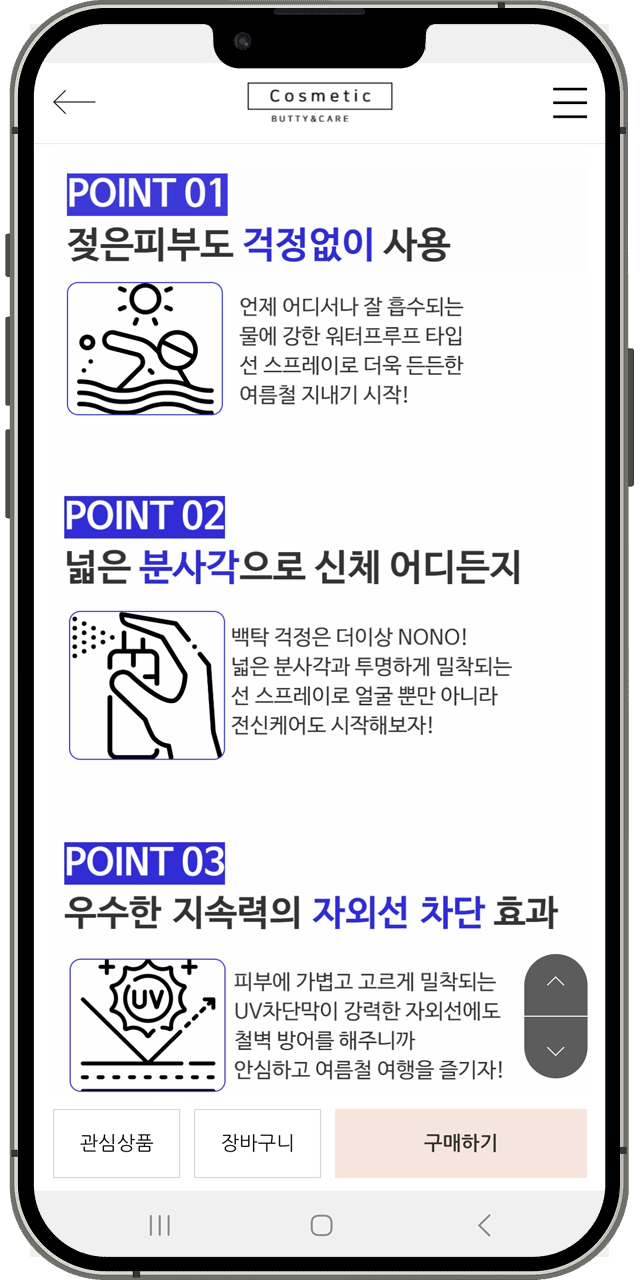 Cosmetic
BUTTY&CARE
POINT 01
젖은피부도 걱정없이 사용
언제 어디서나 잘 흡수되는
물에 강한 워터프루프 타입
선 스프레이로 더욱 든든한
여름철 지내기 시작!
POINT 02
넓은 분사각으로 신체 어디든지
백탁 걱정은 더이상 NONO!
넓은 분사각과 투명하게 밀착되는
선 스프레이로 얼굴 뿐만 아니라
전신케어도 시작해보자!
POINT 03
우수한 지속력의 자외선 차단 효과
UV
피부에 가볍고 고르게 밀착되는
UV차단막이 강력한 자외선에도
철벽 방어를 해주니까
안심하고 여름철 여행을 즐기자!
관심상품
장바구니
구매하기